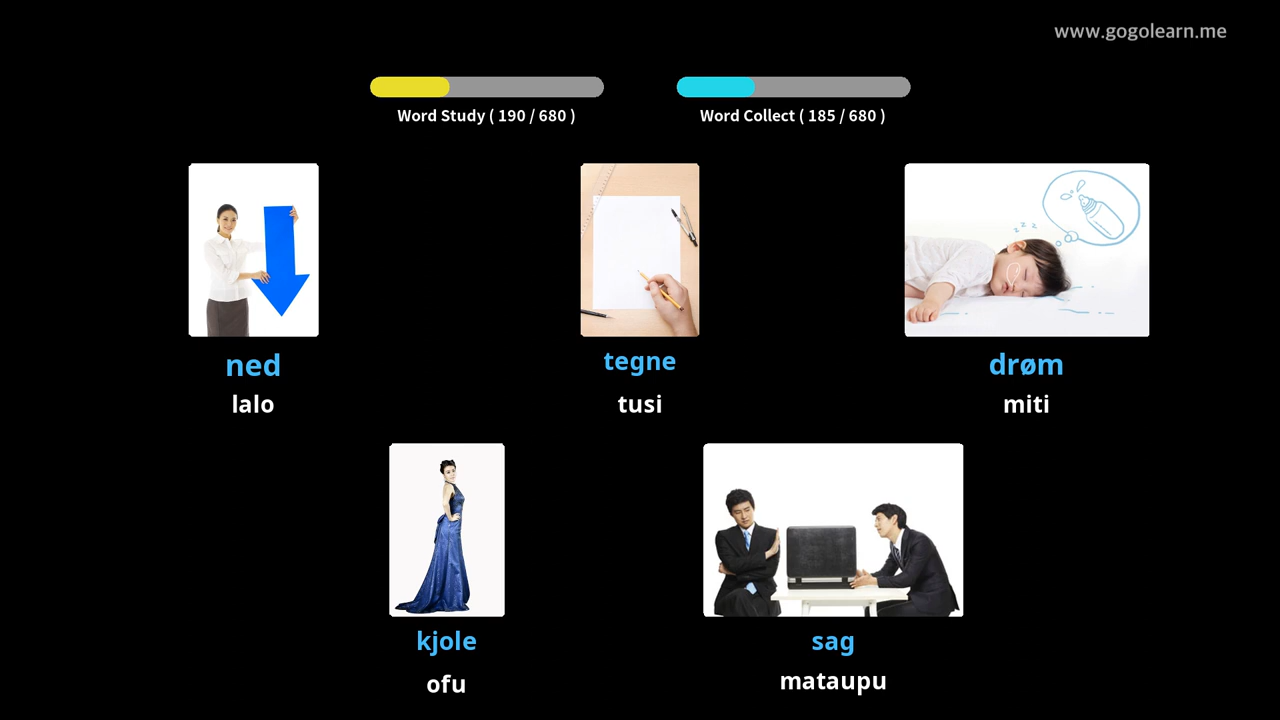 www.gogolearn.me
Word Study ( 190 / 680 )
Word Collect ( 185 / 680 )
ned
lalo
tegne
tusi
drøm
miti
kjole
ofu
sag
mataupu